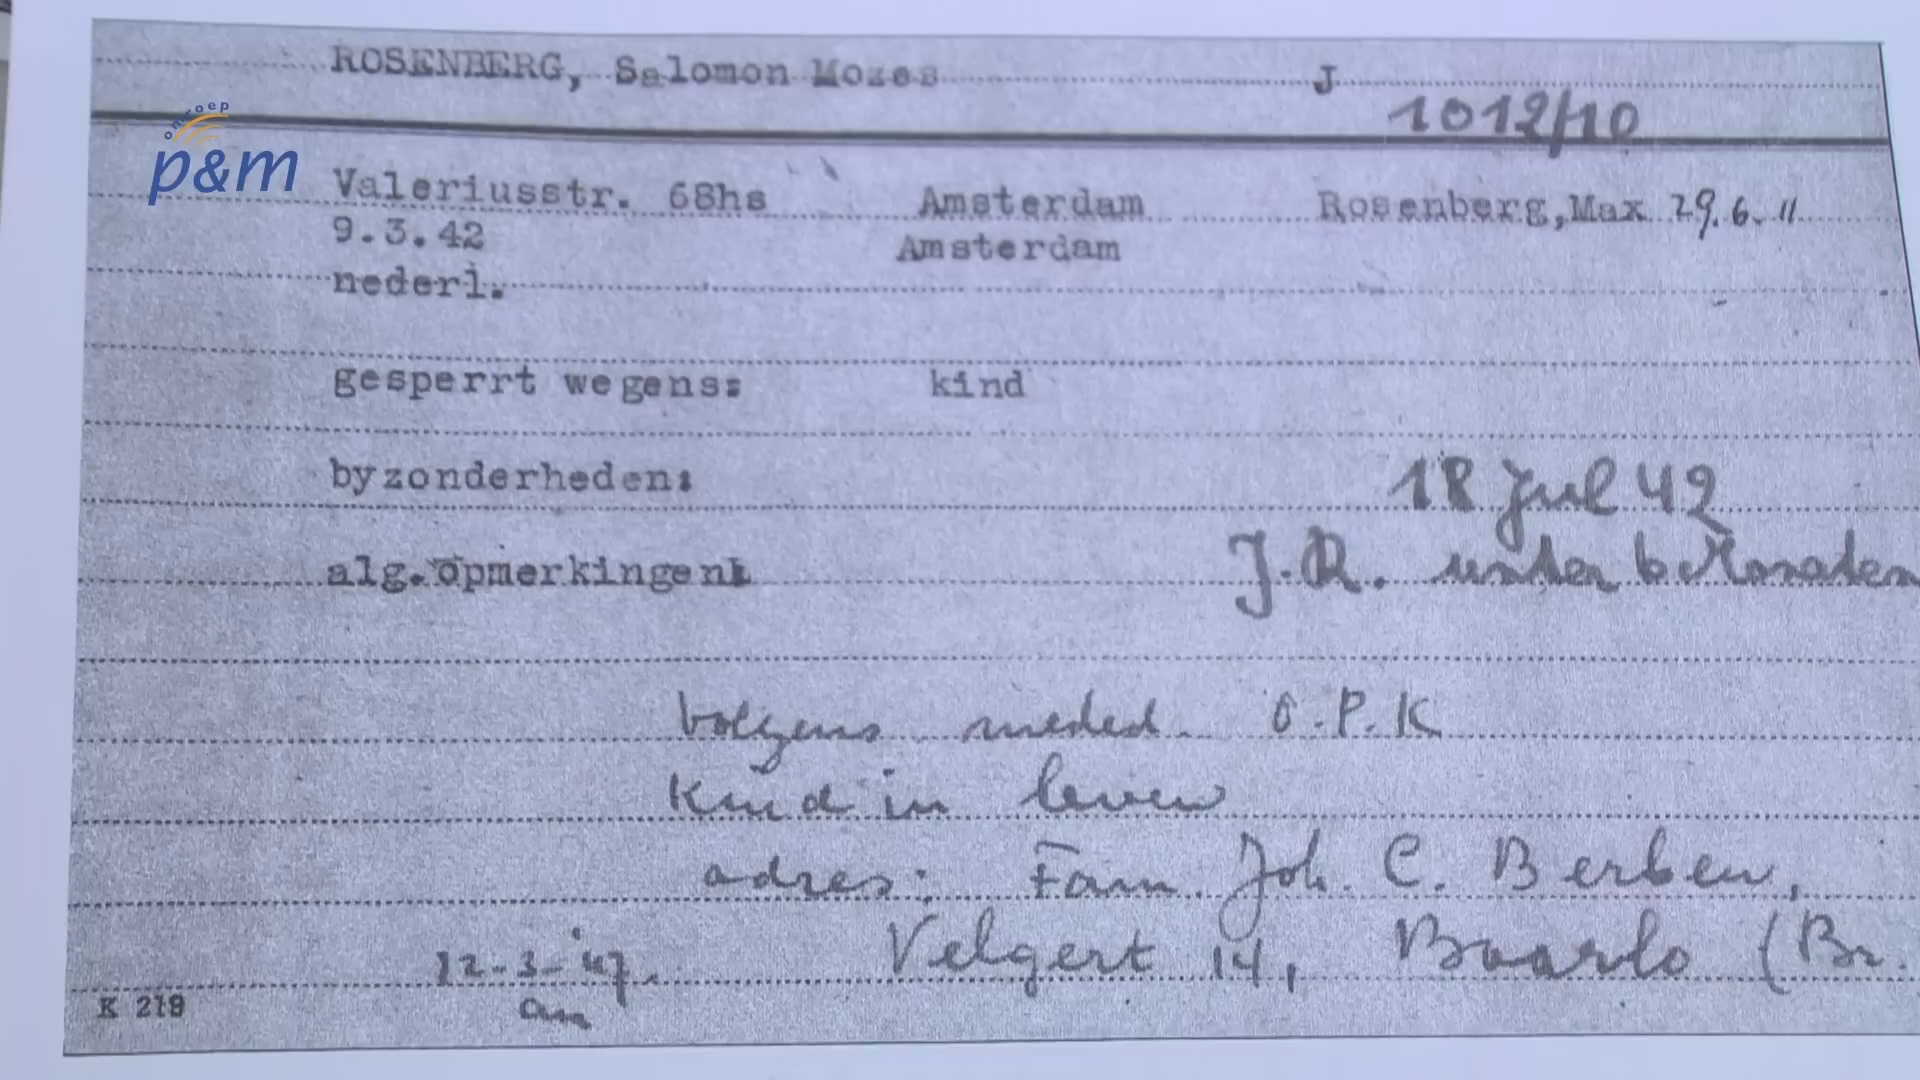 ROSENBERG, Salomon Mozes J
1012/10
omroep
p&m
Valeriusstr. 68hs Amsterdam Rosenberg, Max 29.6.11
9.3.42 Amsterdam
nederl.
gesperrt wegens: kind
byzonderheden:
18 Jul 42
alg.opmerkingen: J.R.
volgens meded. O.P.K
Kind in leven
adres: Fam. Joh. C. Berben,
Velgert 14, Baarlo (Br.
12-3-'47.
K 219